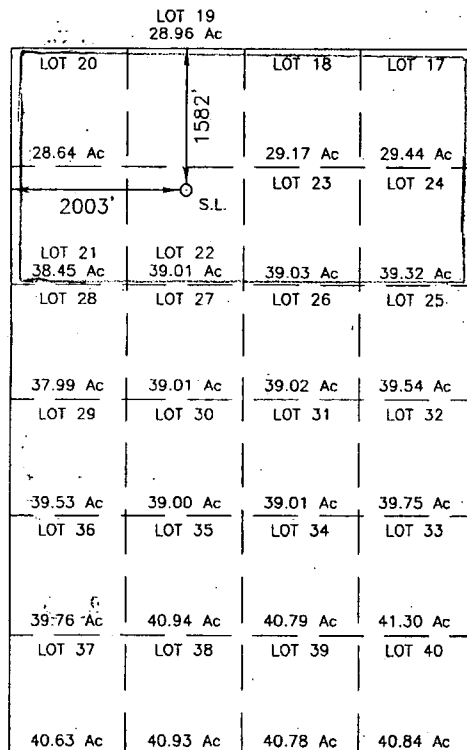 LOT 19
28.96 Ac
LOT 20 LOT 18 LOT 17
1582'
28.64 Ac 29.17 Ac 29.44 Ac
LOT 23 LOT 24
2003' S.L.
LOT 21 LOT 22
38.45 Ac 39.01 Ac 39.03 Ac 39.32 Ac
LOT 28 LOT 27 LOT 26 LOT 25
37.99 Ac 39.01 Ac 39.02 Ac 39.54 Ac
LOT 29 LOT 30 LOT 31 LOT 32
39.53 Ac 39.00 Ac 39.01 Ac 39.75 Ac
LOT 36 LOT 35 LOT 34 LOT 33
39.76 Ac 40.94 Ac 40.79 Ac 41.30 Ac
LOT 37 LOT 38 LOT 39 LOT 40
40.63 Ac 40.93 Ac 40.78 Ac 40.84 Ac